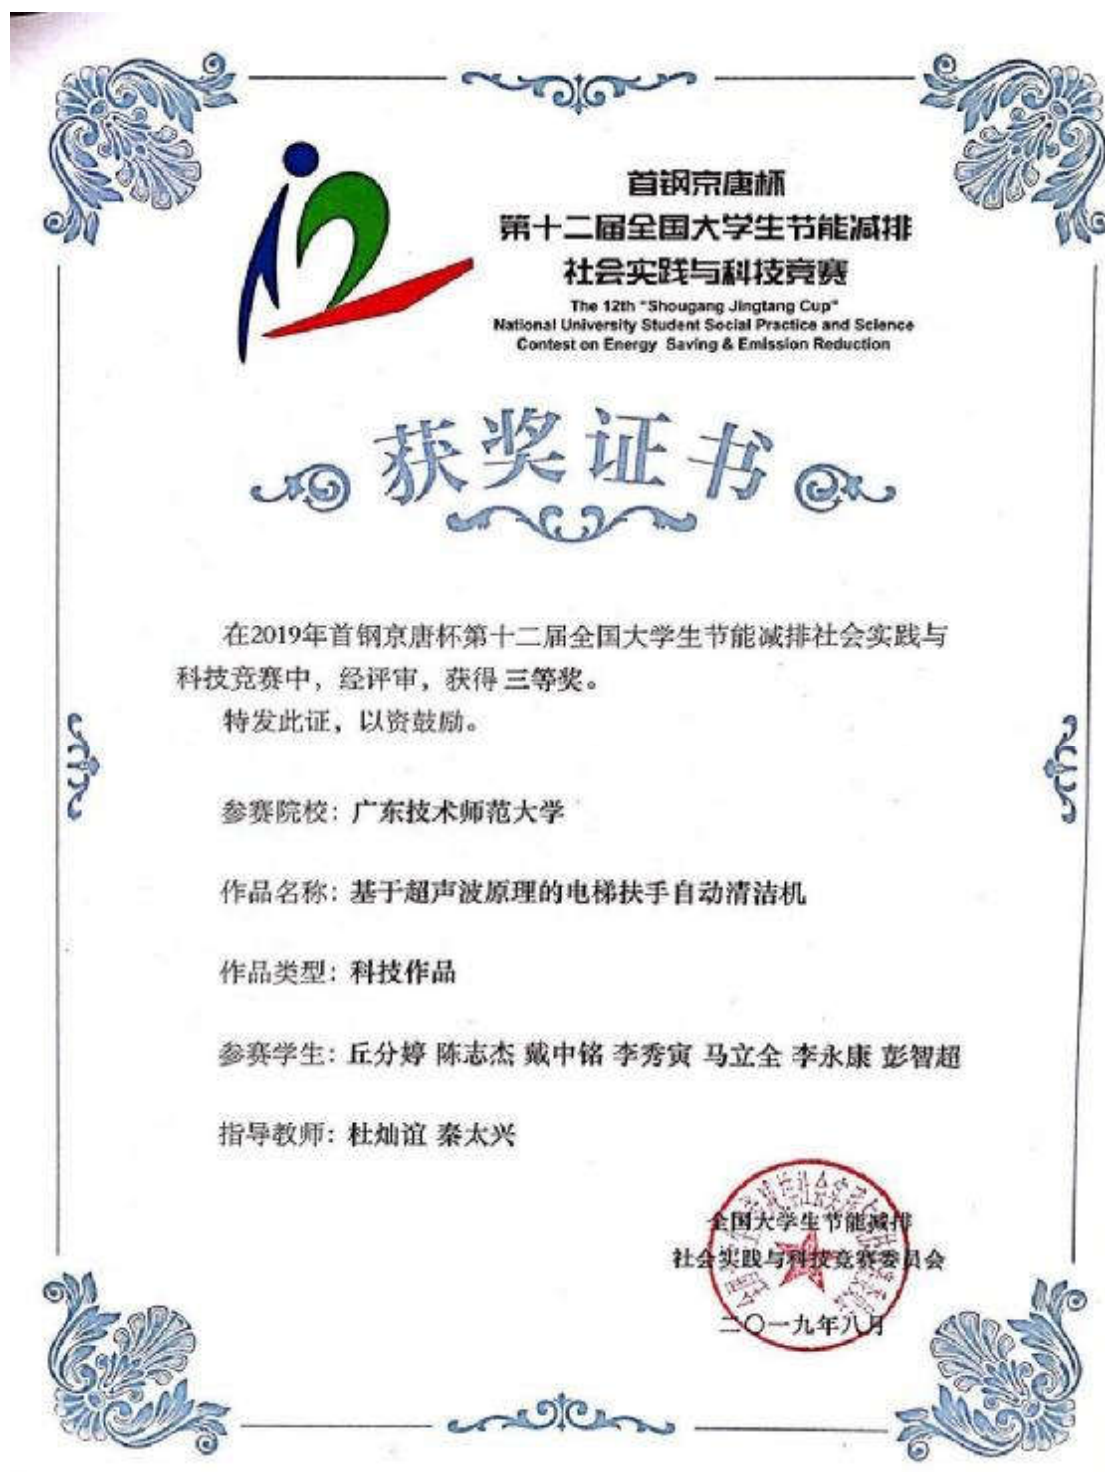 首钢京唐杯
第十二届全国大学生节能减排
社会实践与科技竞赛
The 12th "Shougang Jingtang Cup"
National University Student Social Practice and Science
Contest on Energy Saving & Emission Reduction
获奖证书
在2019年首钢京唐杯第十二届全国大学生节能减排社会实践与
科技竞赛中，经评审，获得 三等奖。
特发此证，以资鼓励。
参赛院校：广东技术师范大学
作品名称：基于超声波原理的电梯扶手自动清洁机
作品类型：科技作品
参赛学生：丘分婷 陈志杰 戴中铭 李秀寅 马立全 李永康 彭智超
指导教师：杜灿谊 秦太兴
全国大学生节能减排
社会实践与科技竞赛委员会
二〇一九年八月